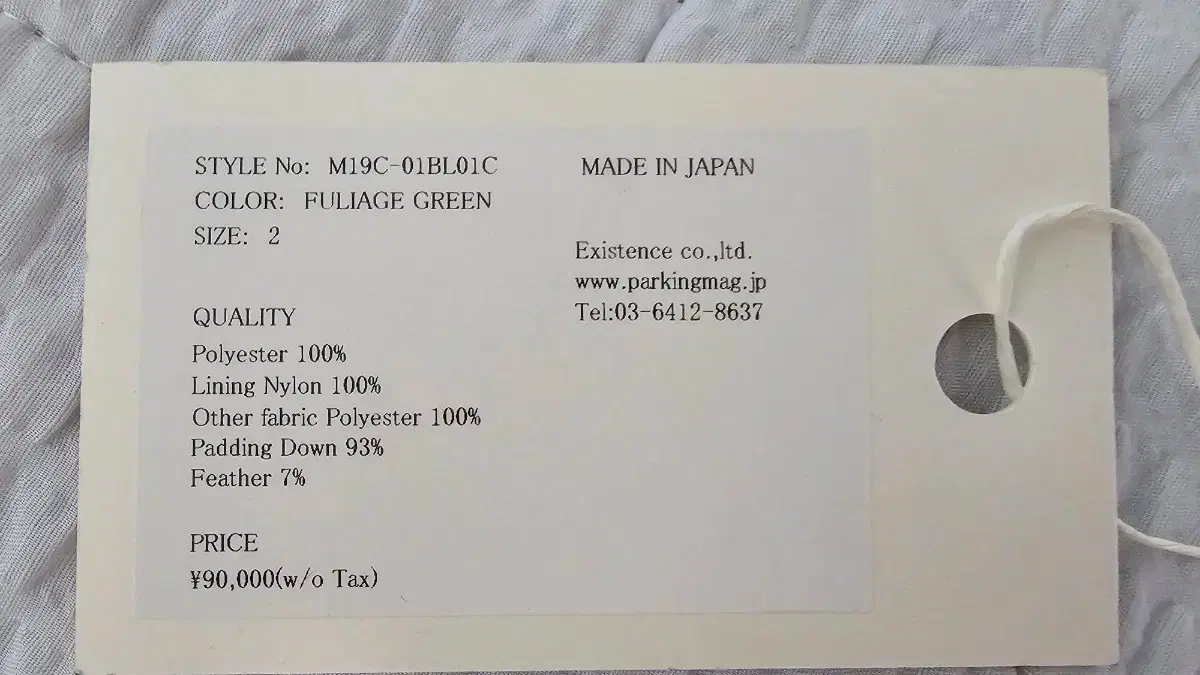 STYLE No: M19C-01BL01C
COLOR: FULIAGE GREEN
SIZE: 2
MADE IN JAPAN
Existence co.,ltd.
www.parkingmag.jp
Tel:03-6412-8637
QUALITY
Polyester 100%
Lining Nylon 100%
Other fabric Polyester 100%
Padding Down 93%
Feather 7%
PRICE
¥90,000(w/o Tax)